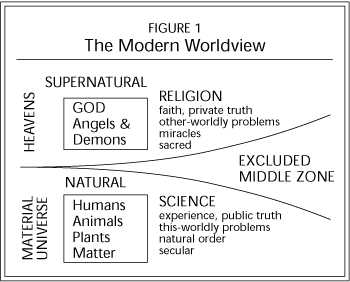 FIGURE 1
The Modern Worldview
HEAVENS
SUPERNATURAL
GOD
Angels &
Demons
RELIGION
faith, private truth
other-worldly problems
miracles
sacred
EXCLUDED
MIDDLE ZONE
MATERIAL
UNIVERSE
NATURAL
Humans
Animals
Plants
Matter
SCIENCE
experience, public truth
this-worldly problems
natural order
secular